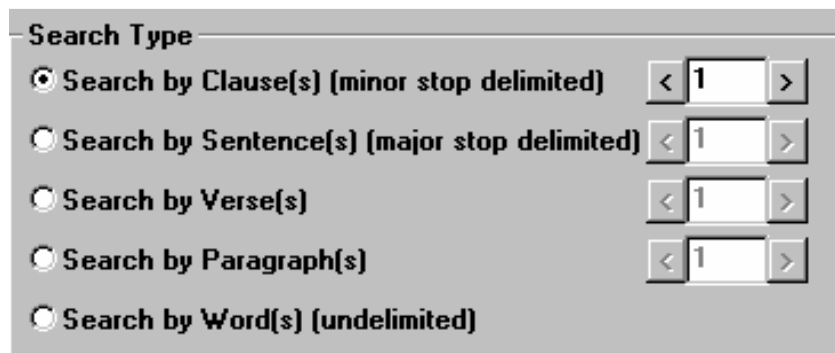 Search Type
Search by Clause(s) (minor stop delimited) < 1 >
Search by Sentence(s) (major stop delimited) < 1 >
Search by Verse(s) < 1 >
Search by Paragraph(s) < 1 >
Search by Word(s) (undelimited)